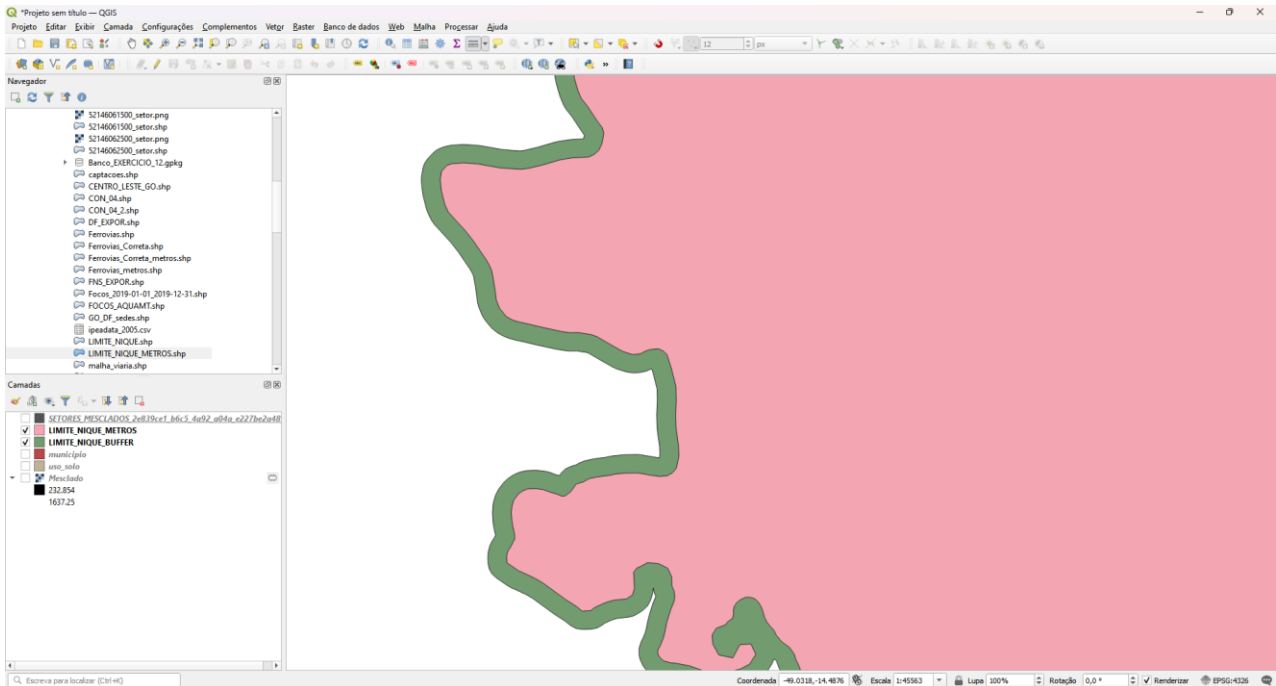 *Projeto sem título — QGIS
Projeto Editar Exibir Camada Configurações Complementos Vetor Raster Banco de dados Web Malha Processar Ajuda
12 px
Navegador
52146061500_setor.png
52146061500_setor.shp
52146062500_setor.png
52146062500_setor.shp
Banco_EXERCICIO_12.gpkg
captacoes.shp
CENTRO_LESTE_GO.shp
CON_04.shp
CON_04_2.shp
DF_EXPOR.shp
Ferrovias.shp
Ferrovias_Correta.shp
Ferrovias_Correta_metros.shp
Ferrovias_metros.shp
FNS_EXPOR.shp
Focos_2019-01-01_2019-12-31.shp
FOCOS_AQUAMT.shp
GO_DF_sedes.shp
ipeadata_2005.csv
LIMITE_NIQUE.shp
LIMITE_NIQUE_METROS.shp
malha_viaria.shp
Camadas
SETORES_MESCLADOS_2e839ce1_b6c5_4a92_a04a_e227be2a48
LIMITE_NIQUE_METROS
LIMITE_NIQUE_BUFFER
município
uso_solo
Mesclado
232.854
1637.25
Escreva para localizar (Ctrl+K) Coordenada -49.0318,-14.4876 Escala 1:45563 Lupa 100% Rotação 0,0 ° Renderizar EPSG:4326